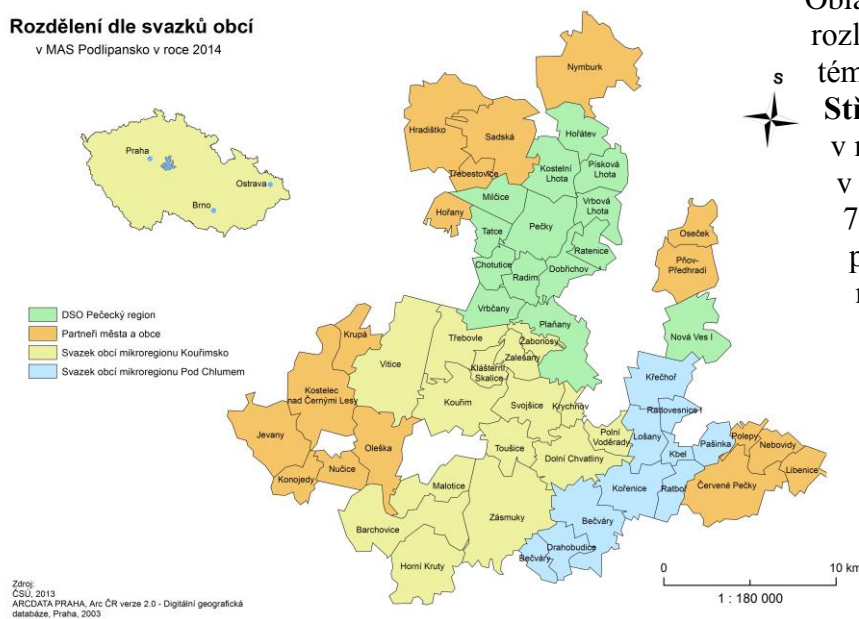 Rozdělení dle svazků obcí
v MAS Podlipansko v roce 2014
Praha
Ostrava
Brno
DSO Pečecký region
Partneři města a obce
Svazek obcí mikroregionu Kouřimsko
Svazek obcí mikroregionu Pod Chlumem
Nymburk
Hradištko
Sadská
Hořátev
Třebestovice
Kostelní
Lhota
Písková
Lhota
Milčice
Hořany
Vrbová
Lhota
Pečky
Tatce
Ratenice
Chotutice
Radim
Dobřichov
Vrbčany
Plaňany
Oseček
Pňov-
Předhradí
Nová Ves I
Krupá
Vitice
Třebovle
Žabonosy
Zalešany
Klášterní
Skalice
Křečhoř
Kostelec
nad Černými Lesy
Kouřim
Svojšice
Krychnov
Radovesnice I
Jevany
Oleška
Polní
Voděrady
Lošany
Pašinka
Polepy
Nebovidy
Toušice
Dolní Chvatliny
Kbel
Libenice
Konojedy
Nučice
Malotice
Kořenice
Ratboř
Červené Pečky
Zásmuky
Barchovice
Bečváry
Drahobudice
Bečváry
Horní Kruty
S
0
10 km
1 : 180 000
Zdroj:
ČSÚ, 2013
ARCDATA PRAHA, Arc ČR verze 2.0 - Digitální geografická
databáze, Praha, 2003
rozl
tém
Stř
v r
v
7
p